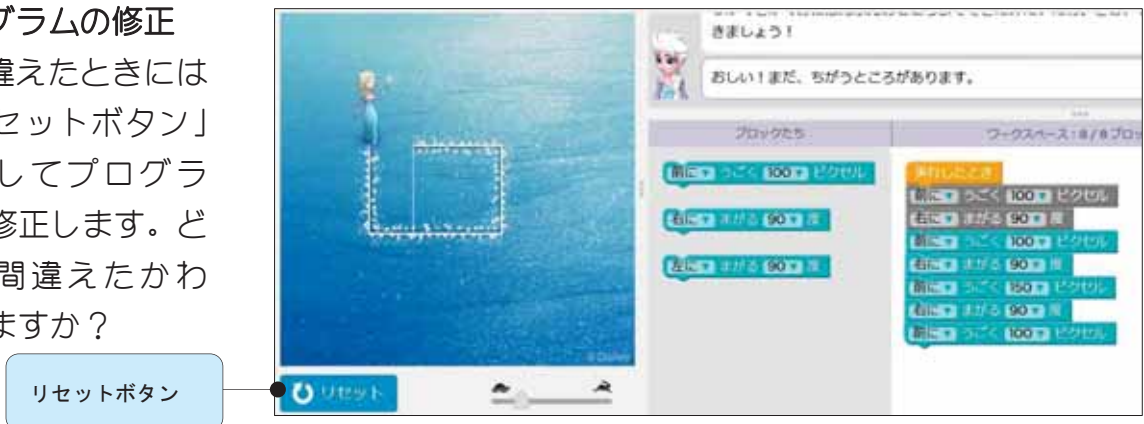 グラムの修正
違えたときには
セットボタン」
してプログラ
修正します。ど
間違えたかわ
ますか？
リセットボタン
きましょう！
おしい！まだ、ちがうところがあります。
ブロックたち
ワークスペース：8/8ブロ
前に うごく 100 ピクセル
右に まがる 90 度
左に まがる 90 度
実行したとき
前に うごく 100 ピクセル
右に まがる 90 度
前に うごく 100 ピクセル
右に まがる 90 度
前に うごく 150 ピクセル
右に まがる 90 度
前に うごく 100 ピクセル
© Disney
リセット